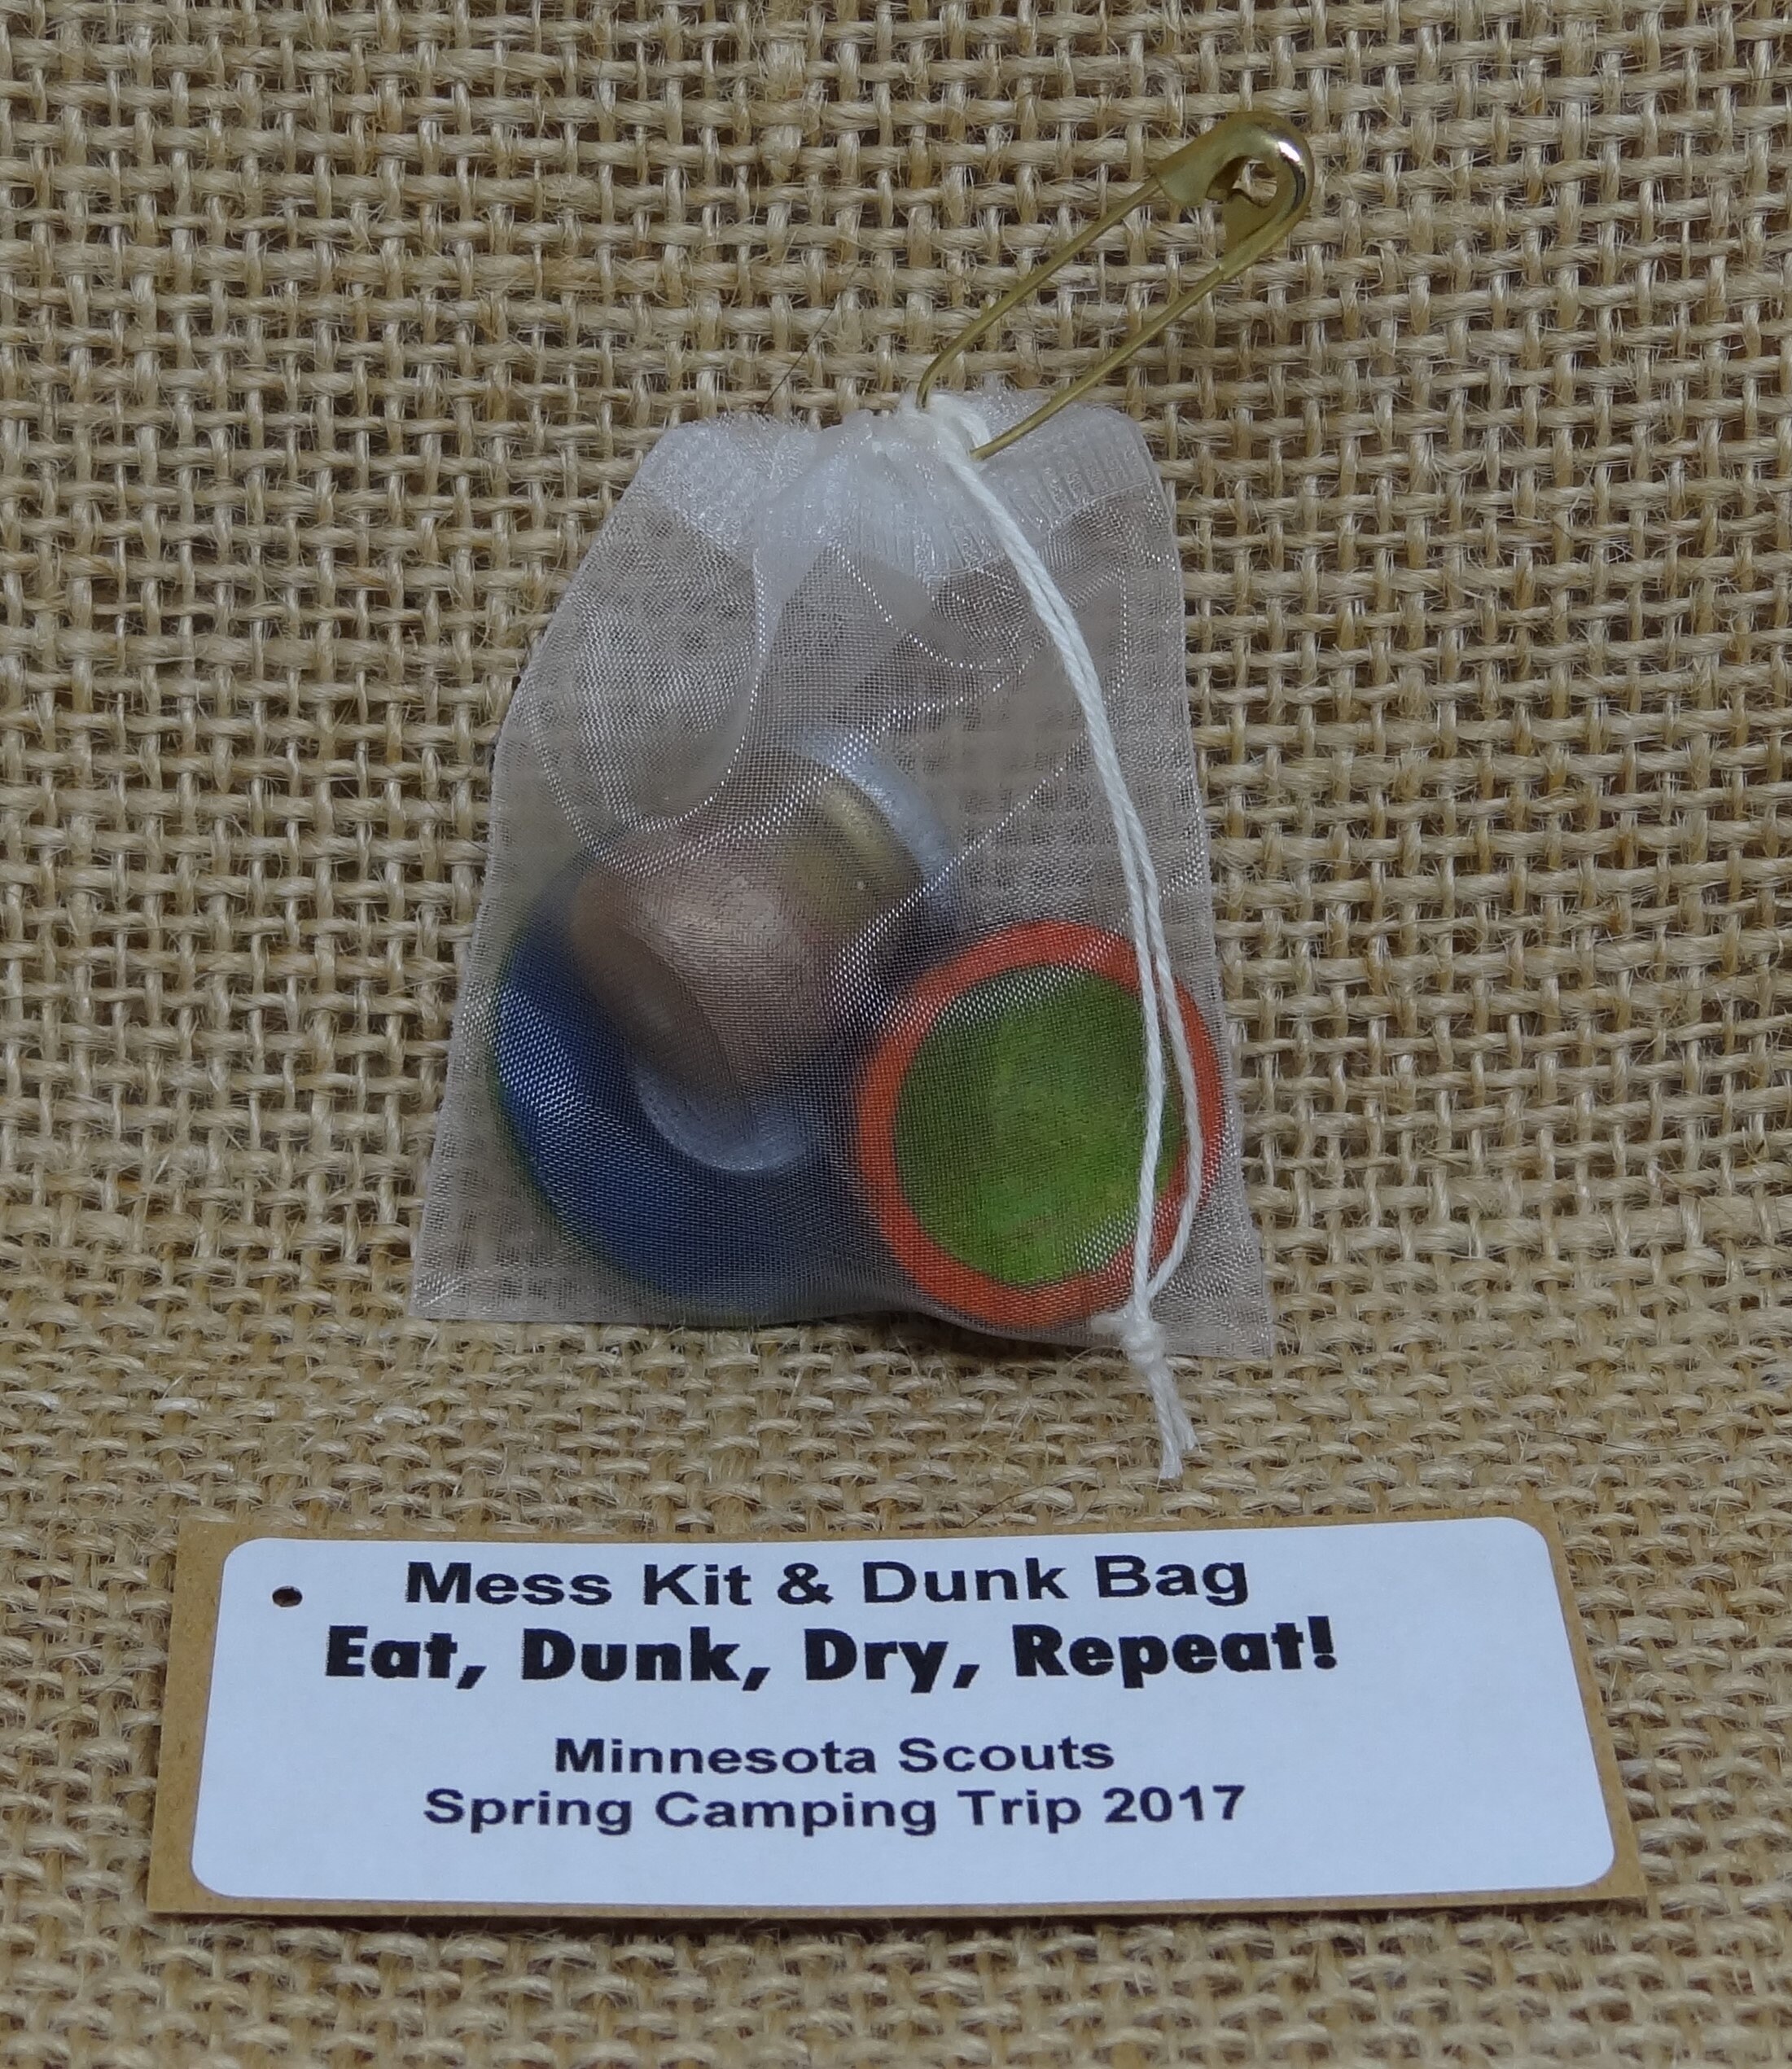 Mess Kit & Dunk Bag
Eat, Dunk, Dry, Repeat!
Minnesota Scouts
Spring Camping Trip 2017